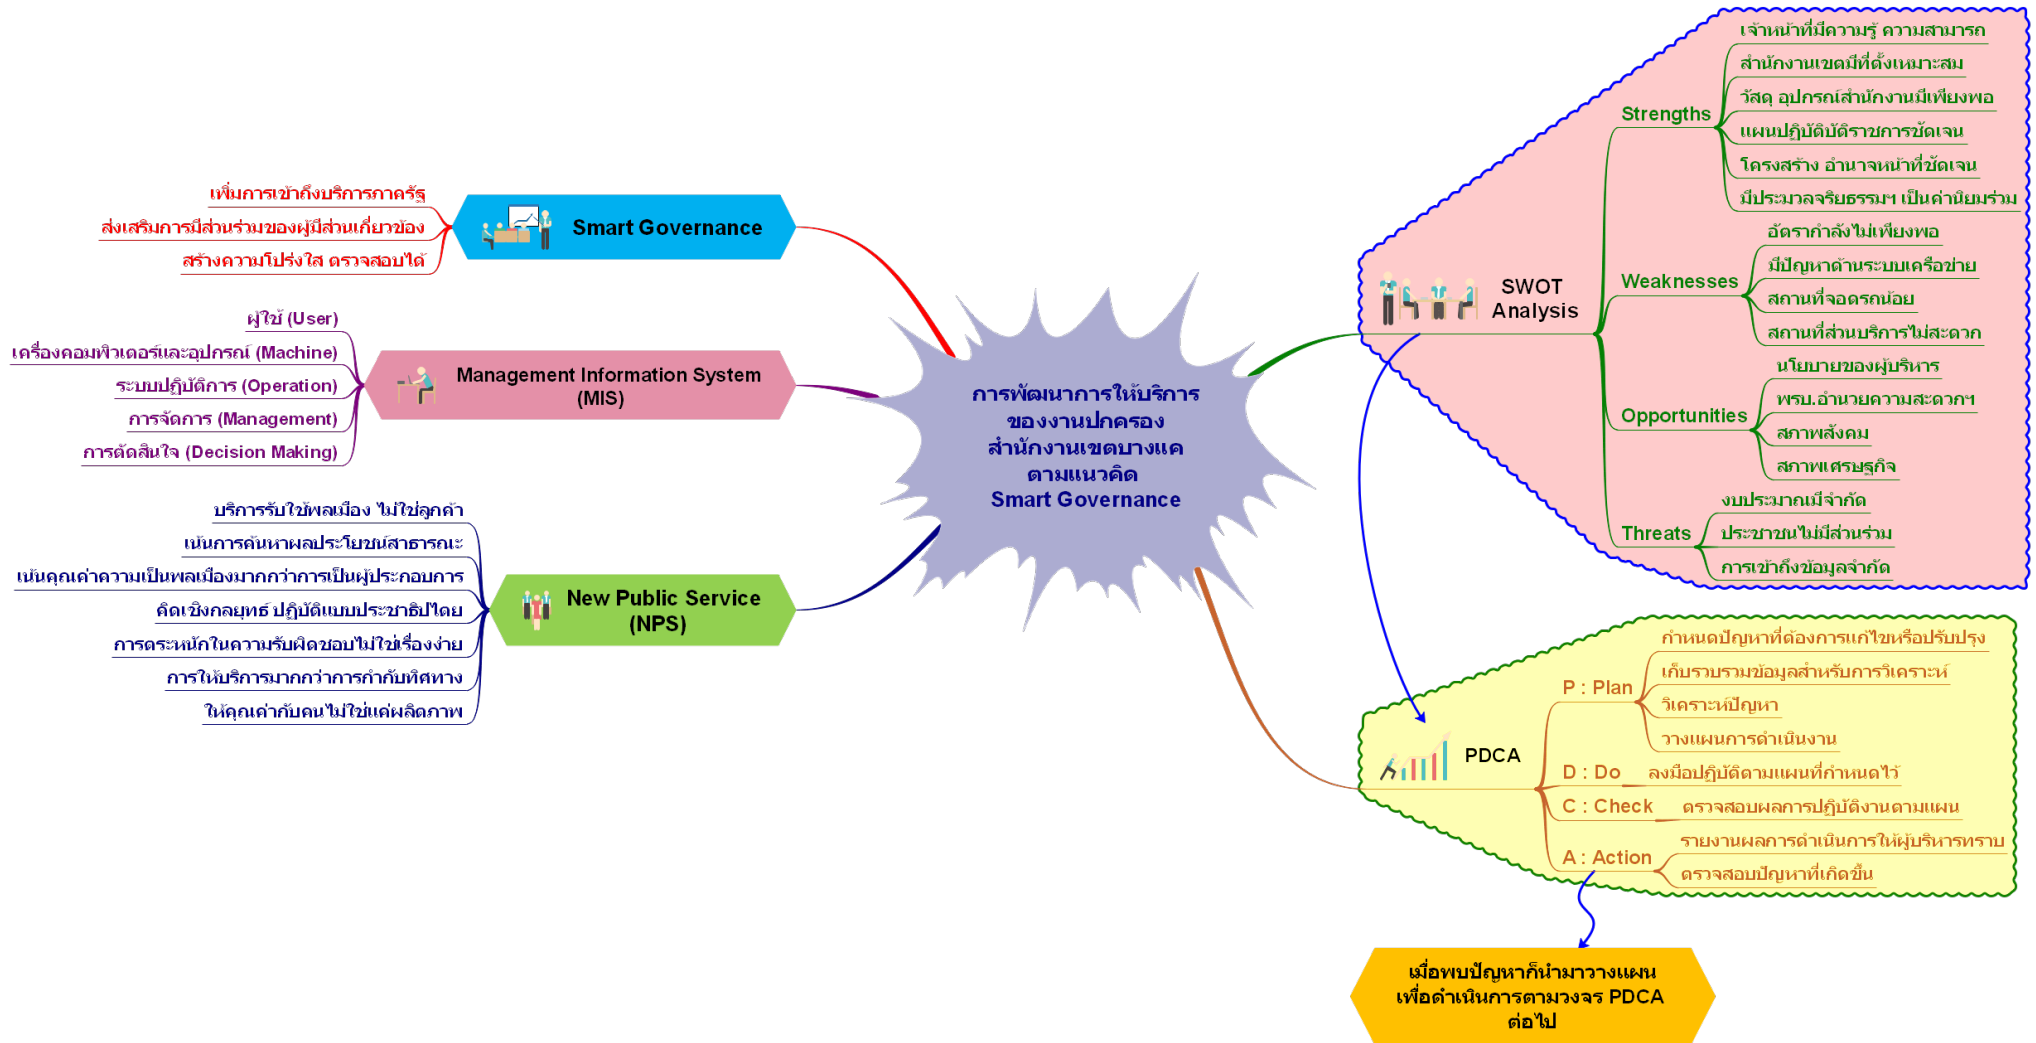 การพัฒนาการให้บริการ
ของงานปกครอง
สำนักงานเขตบางแค
ตามแนวคิด
Smart Governance
Smart Governance
เพิ่มการเข้าถึงบริการภาครัฐ
ส่งเสริมการมีส่วนร่วมของผู้มีส่วนเกี่ยวข้อง
สร้างความโปร่งใส ตรวจสอบได้
Management Information System
(MIS)
ผู้ใช้ (User)
เครื่องคอมพิวเตอร์และอุปกรณ์ (Machine)
ระบบปฏิบัติการ (Operation)
การจัดการ (Management)
การตัดสินใจ (Decision Making)
New Public Service
(NPS)
บริการรับใช้พลเมือง ไม่ใช่ลูกค้า
เน้นการค้นหาผลประโยชน์สาธารณะ
เน้นคุณค่าความเป็นพลเมืองมากกว่าการเป็นผู้ประกอบการ
คิดเชิงกลยุทธ์ ปฏิบัติแบบประชาธิปไตย
การตระหนักในความรับผิดชอบไม่ใช่เรื่องง่าย
การให้บริการมากกว่าการกำกับทิศทาง
ให้คุณค่ากับคนไม่ใช่แค่ผลิตภาพ
SWOT
Analysis
Strengths
เจ้าหน้าที่มีความรู้ ความสามารถ
สำนักงานเขตมีที่ตั้งเหมาะสม
วัสดุ อุปกรณ์สำนักงานมีเพียงพอ
แผนปฏิบัติบัติราชการชัดเจน
โครงสร้าง อำนาจหน้าที่ชัดเจน
มีประมวลจริยธรรมฯ เป็นค่านิยมร่วม
Weaknesses
อัตรากำลังไม่เพียงพอ
มีปัญหาด้านระบบเครือข่าย
สถานที่จอดรถน้อย
สถานที่ส่วนบริการไม่สะดวก
Opportunities
นโยบายของผู้บริหาร
พรบ.อำนวยความสะดวกฯ
สภาพสังคม
สภาพเศรษฐกิจ
Threats
งบประมาณมีจำกัด
ประชาชนไม่มีส่วนร่วม
การเข้าถึงข้อมูลจำกัด
PDCA
P : Plan
กำหนดปัญหาที่ต้องการแก้ไขหรือปรับปรุง
เก็บรวบรวมข้อมูลสำหรับการวิเคราะห์
วิเคราะห์ปัญหา
วางแผนการดำเนินงาน
D : Do ลงมือปฏิบัติตามแผนที่กำหนดไว้
C : Check ตรวจสอบผลการปฏิบัติงานตามแผน
A : Action
รายงานผลการดำเนินการให้ผู้บริหารทราบ
ตรวจสอบปัญหาที่เกิดขึ้น
เมื่อพบปัญหาก็นำมาวางแผน
เพื่อดำเนินการตามวงจร PDCA
ต่อไป